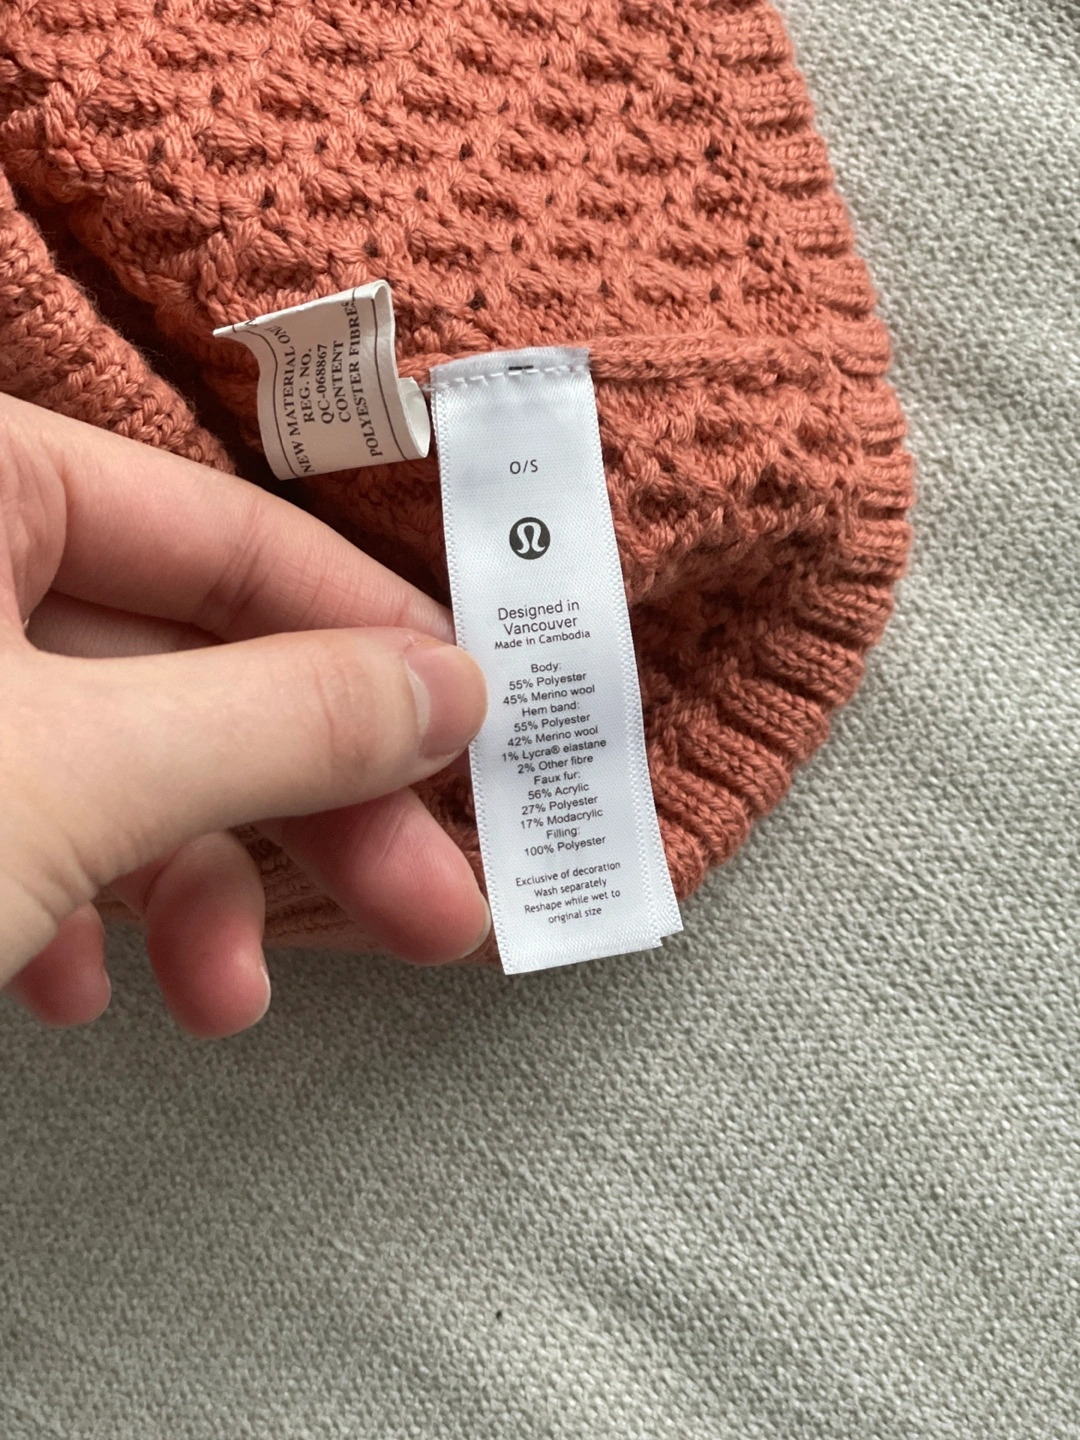 NEW MATERIAL ON
REG. NO.
QC-068867
CONTENT
POLYESTER FIBRES
O/S
Designed in
Vancouver
Made in Cambodia
Body:
55% Polyester
45% Merino wool
Hem band:
55% Polyester
42% Merino wool
1% Lycra® elastane
2% Other fibre
Faux fur:
56% Acrylic
27% Polyester
17% Modacrylic
Filling:
100% Polyester
Exclusive of decoration
Wash separately
Reshape while wet to
original size